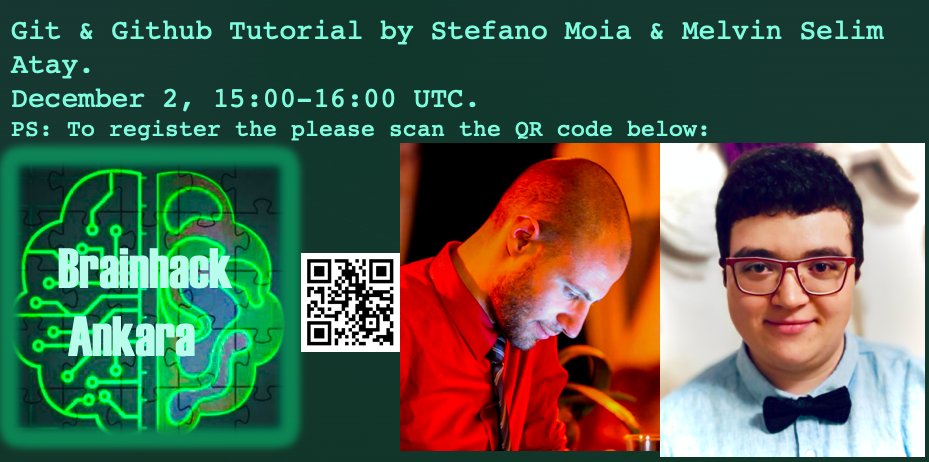 Git & Github Tutorial by Stefano Moia & Melvin Selim
Atay.
December 2, 15:00-16:00 UTC.
PS: To register the please scan the QR code below:
Brainhack
Ankara